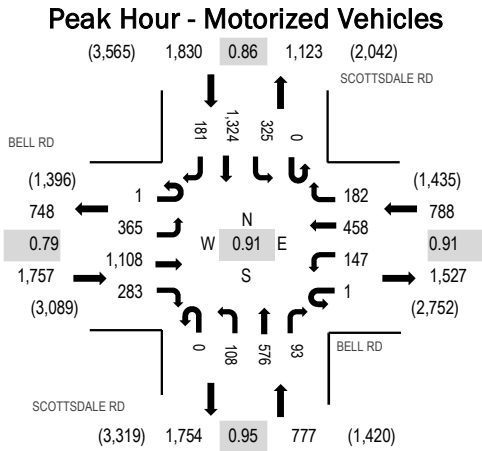 Peak Hour - Motorized Vehicles
(3,565) 1,830 0.86 1,123 (2,042)
SCOTTSDALE RD
181 1,324 325 0
BELL RD
(1,396) (1,435)
1 182
748 788
365 N 458
0.79 W 0.91 E 0.91
1,108 S 147
1,757 1,527
283 1
(3,089) (2,752)
0 108 576 93
BELL RD
SCOTTSDALE RD
(3,319) 1,754 0.95 777 (1,420)